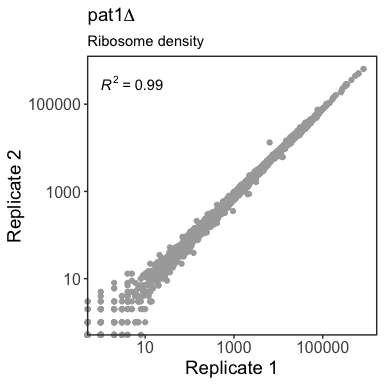 pat1Δ
Ribosome density
R² = 0.99
100000
1000
10
Replicate 2
10 1000 100000
Replicate 1